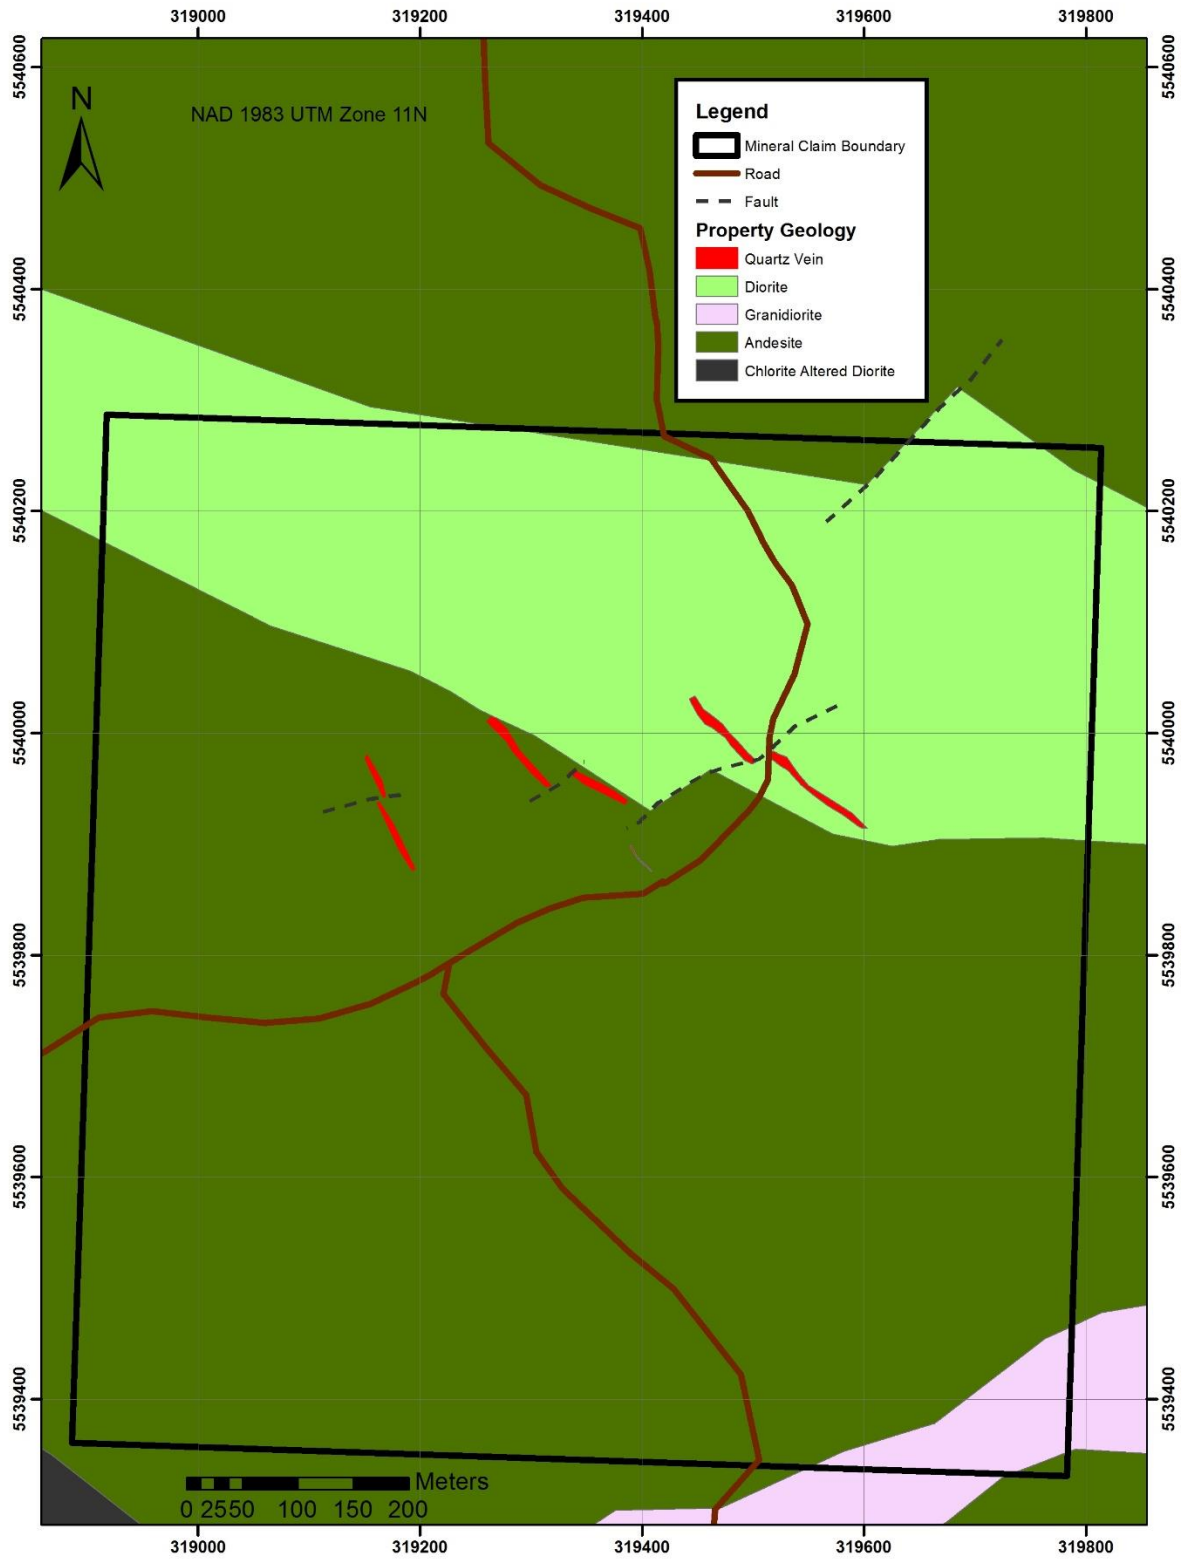 319000 319200 319400 319600 319800
5540600 5540600
N
NAD 1983 UTM Zone 11N
Legend
Mineral Claim Boundary
Road
Fault
Property Geology
Quartz Vein
Diorite
Granidiorite
Andesite
Chlorite Altered Diorite
5540400 5540400
5540200 5540200
5540000 5540000
5539800 5539800
5539600 5539600
5539400 5539400
Meters
0 25 50 100 150 200
319000 319200 319400 319600 319800